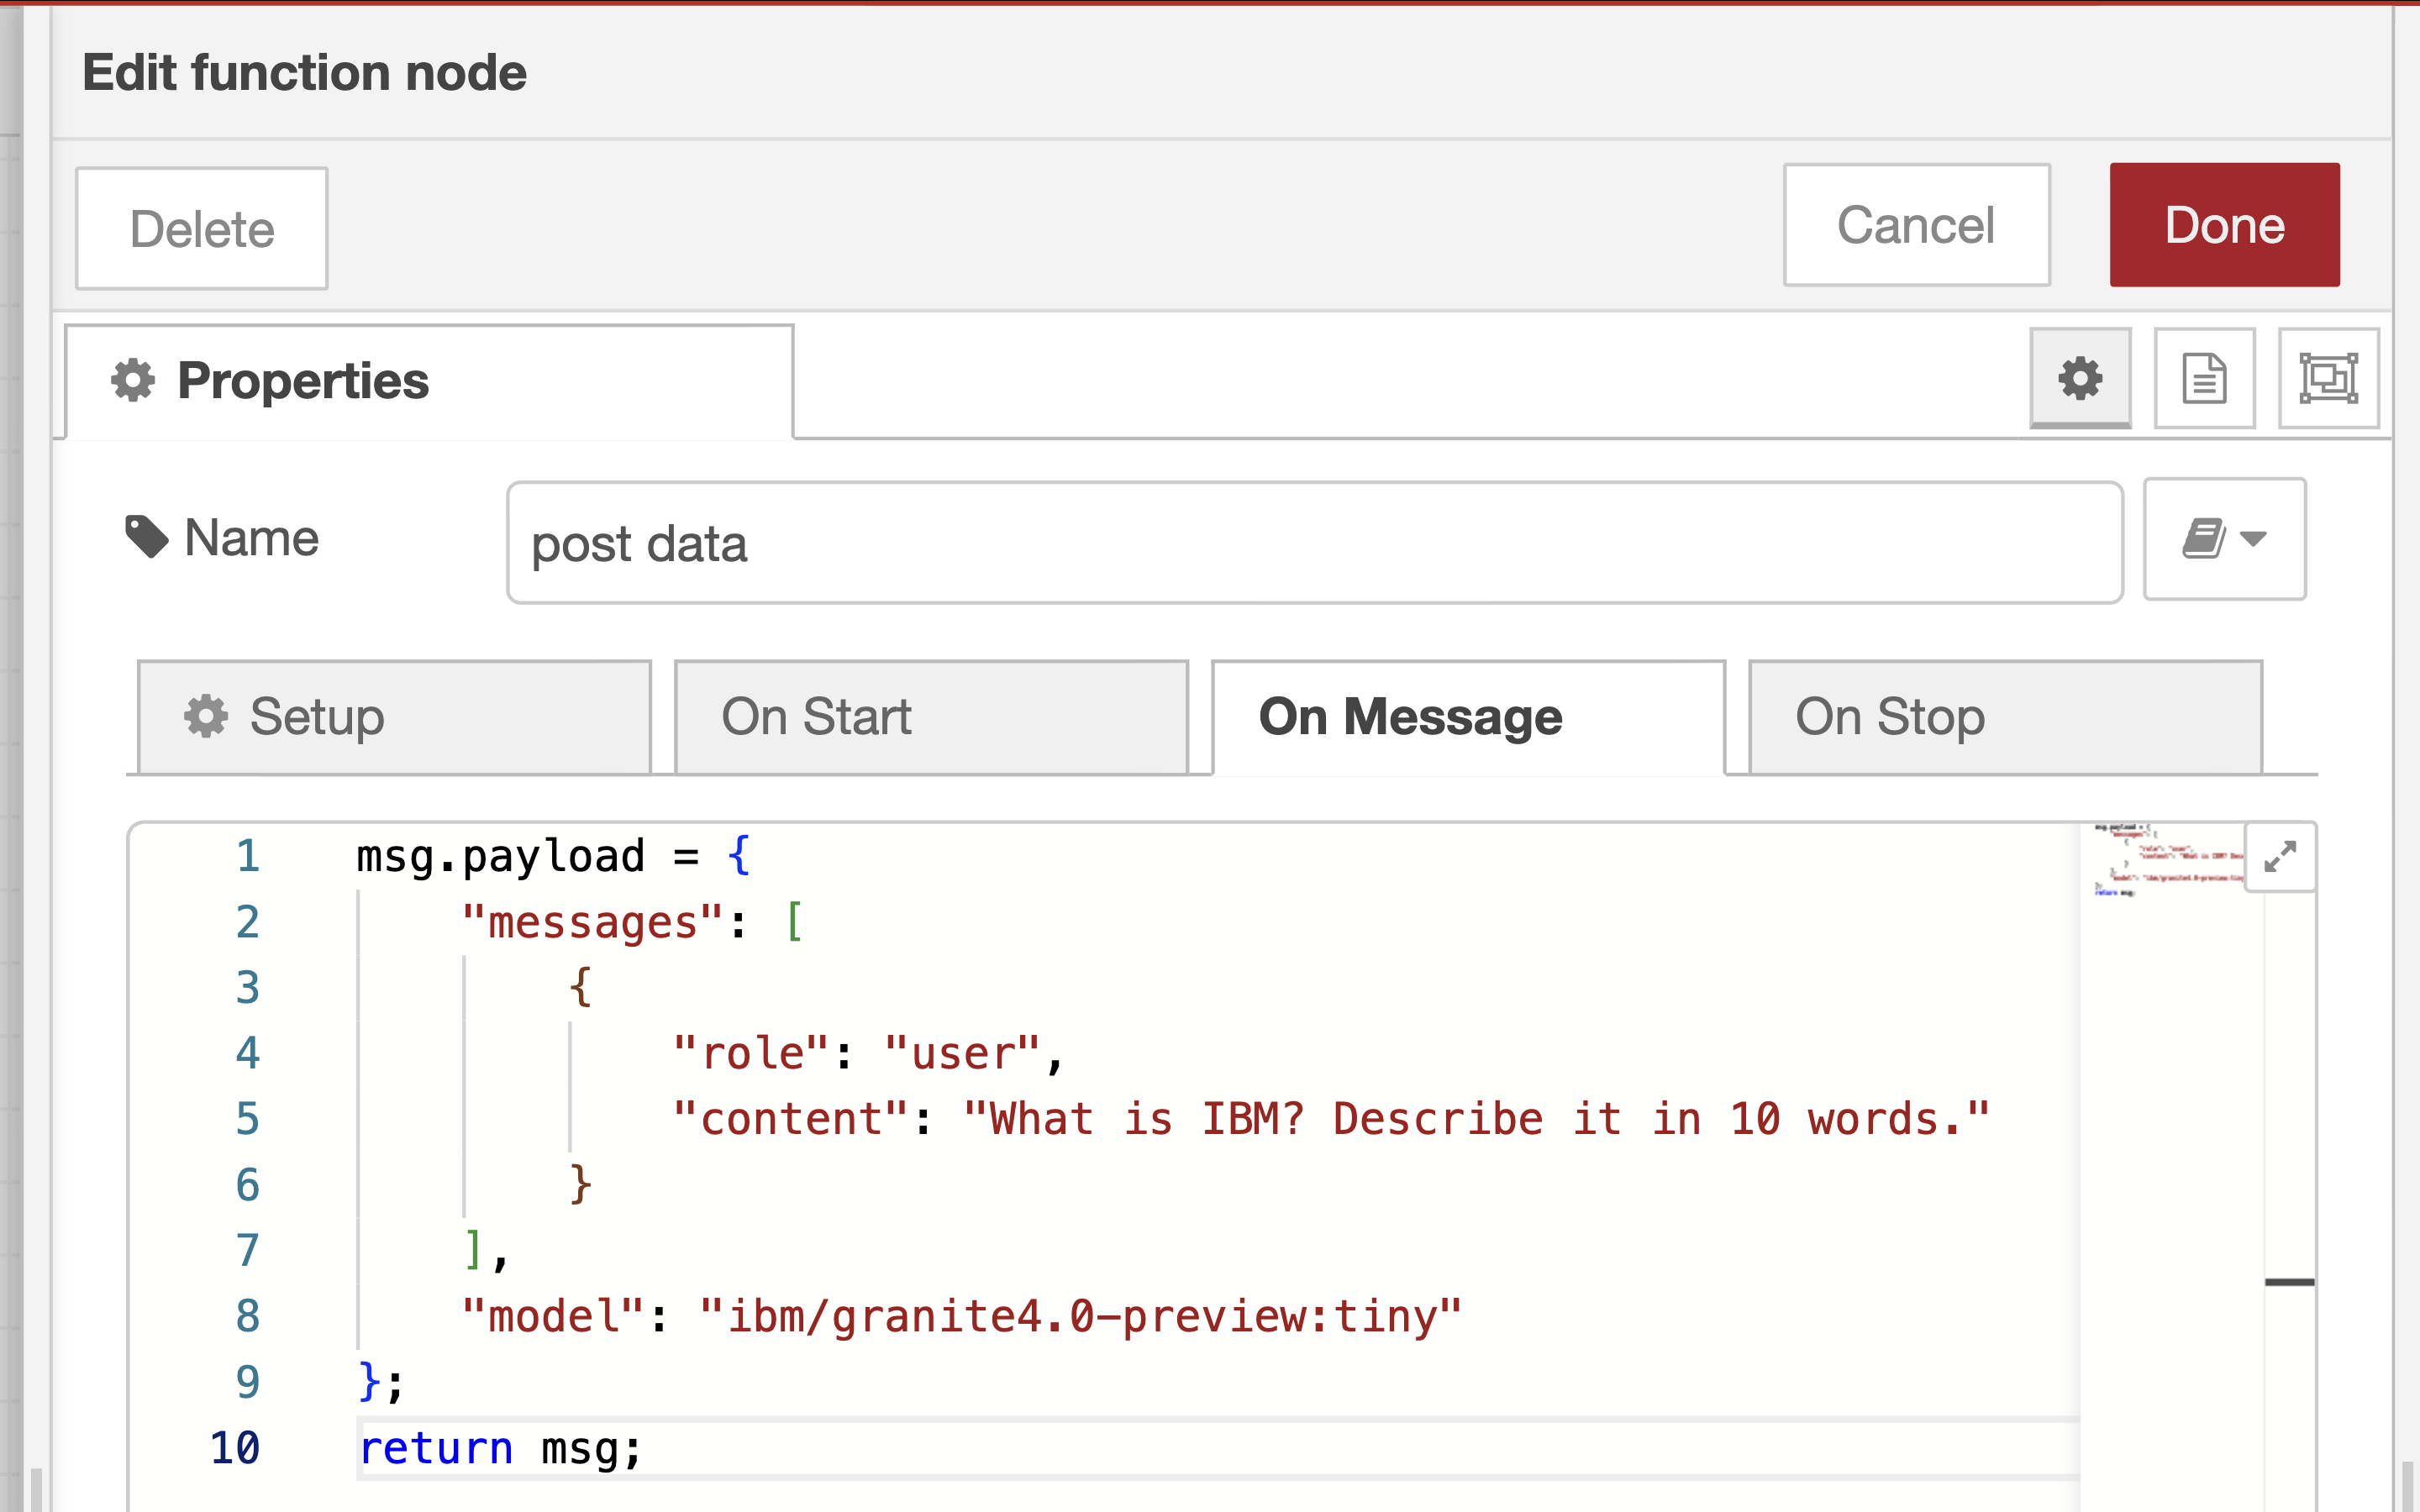 Edit function node
Delete
Cancel
Done
Properties
Name
post data
Setup
On Start
On Message
On Stop
1 msg.payload = {
2 "messages": [
3 {
4 "role": "user",
5 "content": "What is IBM? Describe it in 10 words."
6 }
7 ],
8 "model": "ibm/granite4.0-preview:tiny"
9 };
10 return msg;